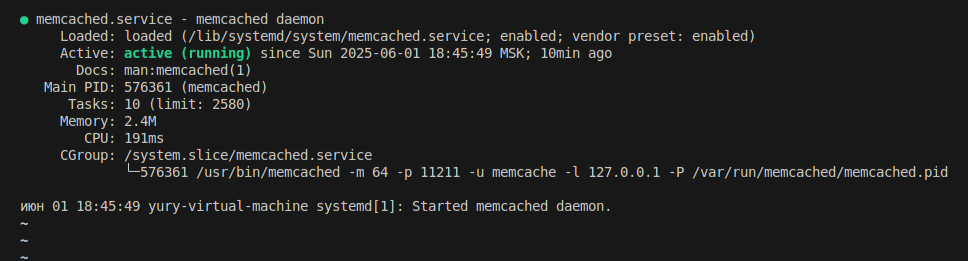 ● memcached.service - memcached daemon
Loaded: loaded (/lib/systemd/system/memcached.service; enabled; vendor preset: enabled)
Active: active (running) since Sun 2025-06-01 18:45:49 MSK; 10min ago
Docs: man:memcached(1)
Main PID: 576361 (memcached)
Tasks: 10 (limit: 2580)
Memory: 2.4M
CPU: 191ms
CGroup: /system.slice/memcached.service
└─576361 /usr/bin/memcached -m 64 -p 11211 -u memcache -l 127.0.0.1 -P /var/run/memcached/memcached.pid

июн 01 18:45:49 yury-virtual-machine systemd[1]: Started memcached daemon.
~
~
~